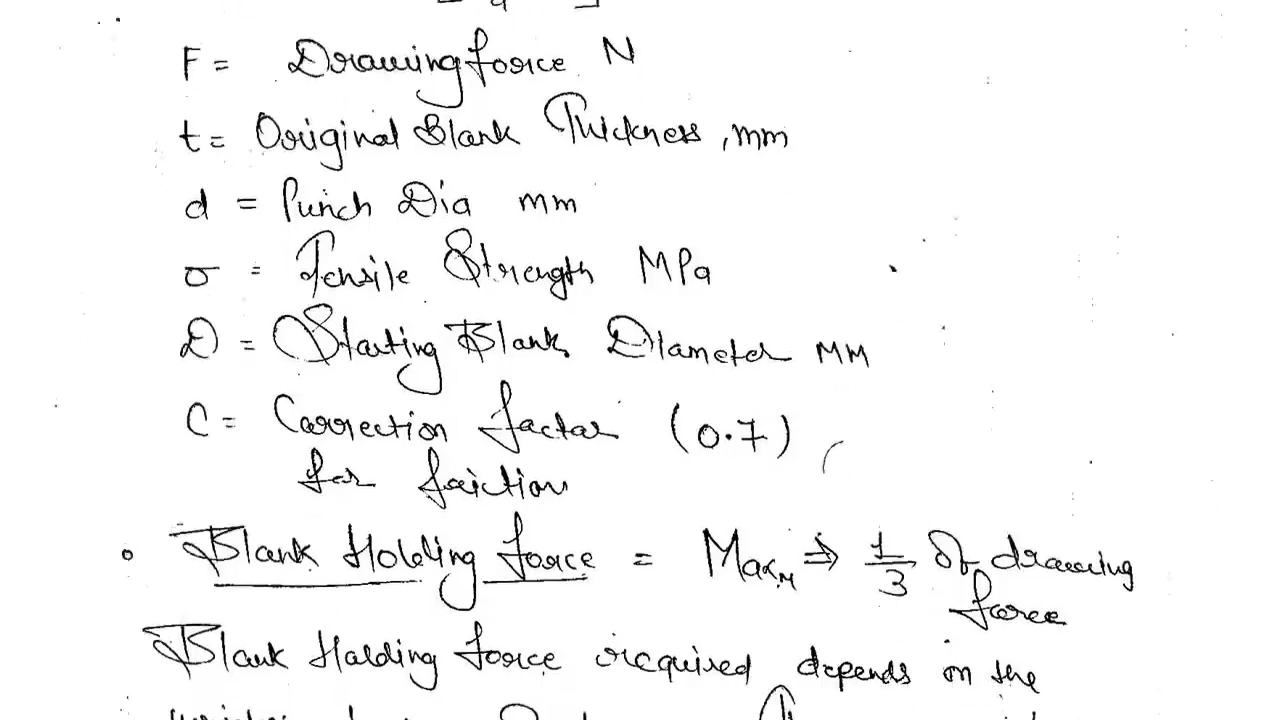 F = Drawing force N
t = Original Blank Thickness, mm
d = Punch Dia mm
σ = Tensile Strength MPa
D = Starting Blank Diameter MM
C = Correction factor (0.7)
for friction
• Blank Holding force = Maxm ⇒ 1/3 of drawing
force
Blank Holding force required depends on the